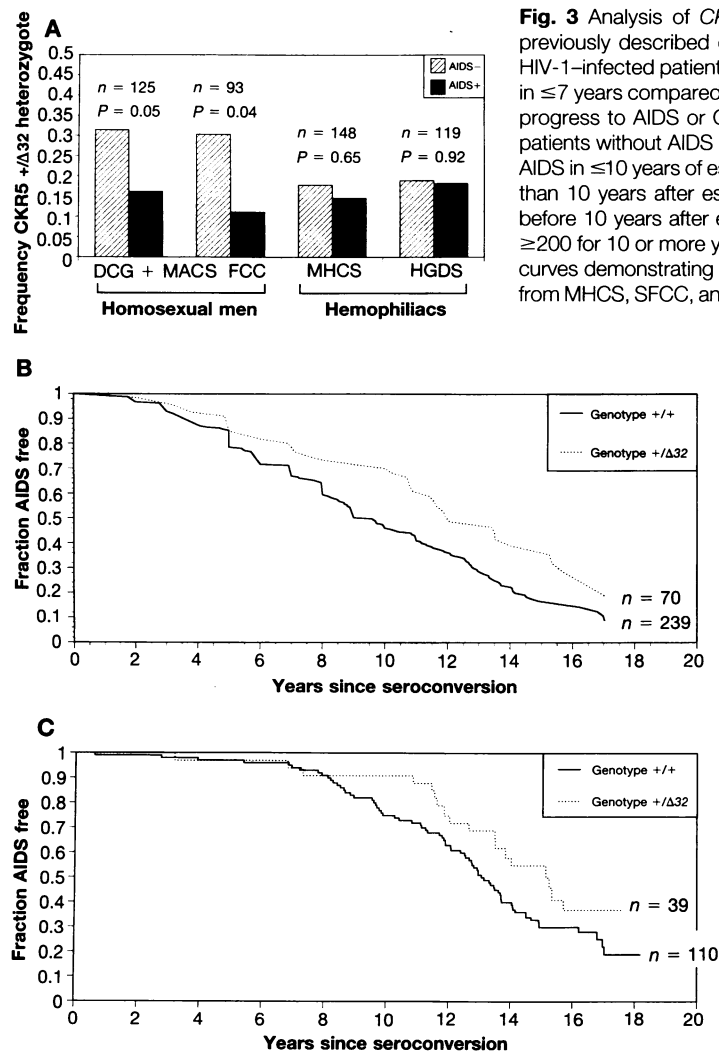 A
Frequency CKR5 +/Δ32 heterozygote
0.5
0.45
0.4
0.35
0.3
0.25
0.2
0.15
0.1
0.05
0
AIDS−
AIDS+
n = 125
P = 0.05
n = 93
P = 0.04
n = 148
P = 0.65
n = 119
P = 0.92
DCG + MACS FCC MHCS HGDS
Homosexual men Hemophiliacs
Fig. 3 Analysis of
previously described
HIV-1–infected patient
in ≤7 years compared
progress to AIDS or
patients without AIDS
AIDS in ≤10 years of
than 10 years after
before 10 years after
≥200 for 10 or more
curves demonstrating
from MHCS, SFCC,
B
Fraction AIDS free
1
0.9
0.8
0.7
0.6
0.5
0.4
0.3
0.2
0.1
0
Genotype +/+
Genotype +/Δ32
n = 70
n = 239
0 2 4 6 8 10 12 14 16 18 20
Years since seroconversion
C
Fraction AIDS free
1
0.9
0.8
0.7
0.6
0.5
0.4
0.3
0.2
0.1
0
Genotype +/+
Genotype +/Δ32
n = 39
n = 110
0 2 4 6 8 10 12 14 16 18 20
Years since seroconversion